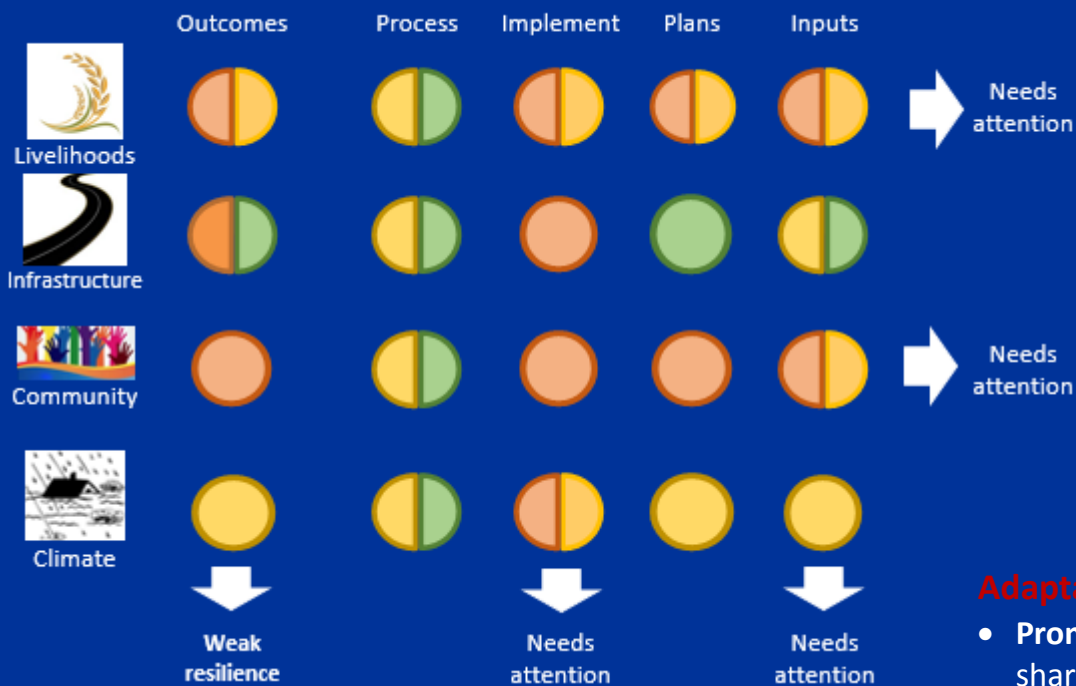 Outcomes Process Implement Plans Inputs
Livelihoods
Needs
attention
Infrastructure
Community
Needs
attention
Climate
Weak
resilience
Needs
attention
Needs
attention